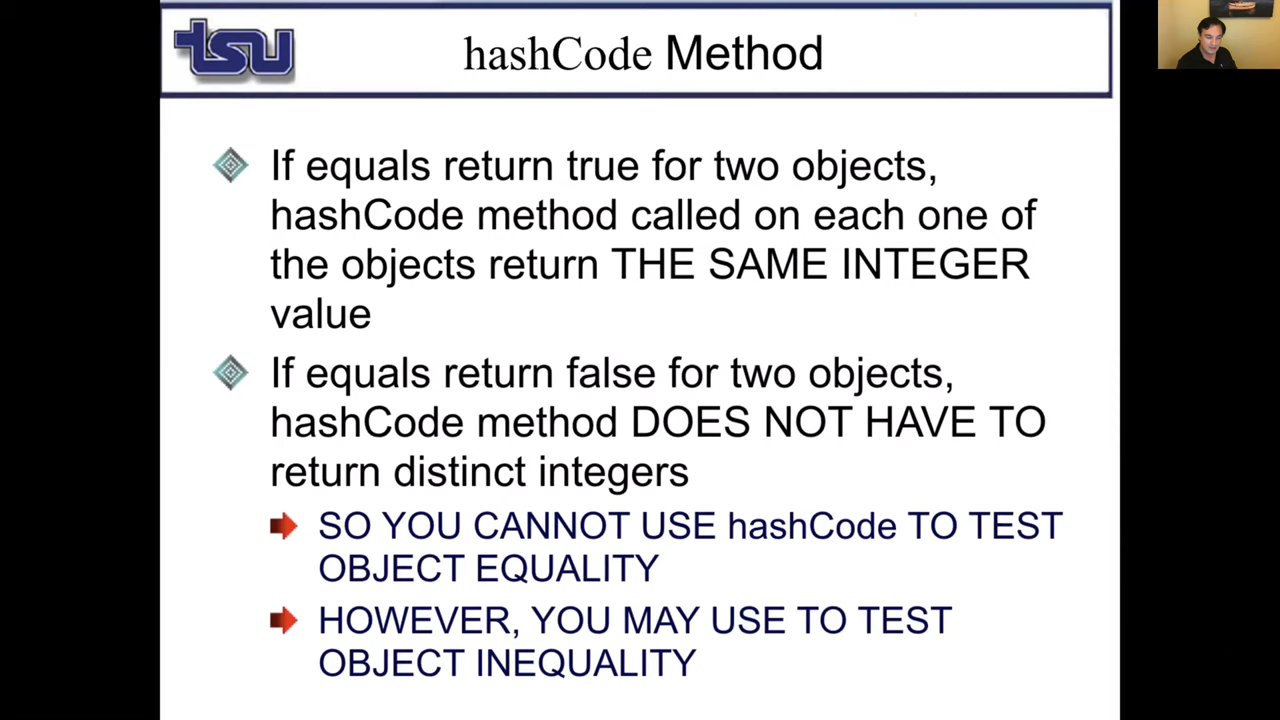 tsu
hashCode Method
If equals return true for two objects,
hashCode method called on each one of
the objects return THE SAME INTEGER
value
If equals return false for two objects,
hashCode method DOES NOT HAVE TO
return distinct integers
SO YOU CANNOT USE hashCode TO TEST
OBJECT EQUALITY
HOWEVER, YOU MAY USE TO TEST
OBJECT INEQUALITY